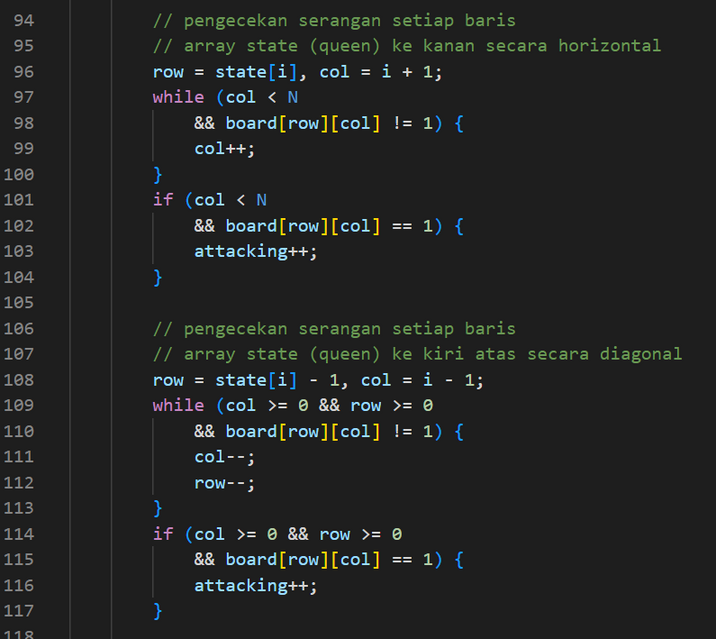 94 // pengecekan serangan setiap baris
95 // array state (queen) ke kanan secara horizontal
96 row = state[i], col = i + 1;
97 while (col < N
98 && board[row][col] != 1) {
99 col++;
100 }
101 if (col < N
102 && board[row][col] == 1) {
103 attacking++;
104 }
105
106 // pengecekan serangan setiap baris
107 // array state (queen) ke kiri atas secara diagonal
108 row = state[i] - 1, col = i - 1;
109 while (col >= 0 && row >= 0
110 && board[row][col] != 1) {
111 col--;
112 row--;
113 }
114 if (col >= 0 && row >= 0
115 && board[row][col] == 1) {
116 attacking++;
117 }
118